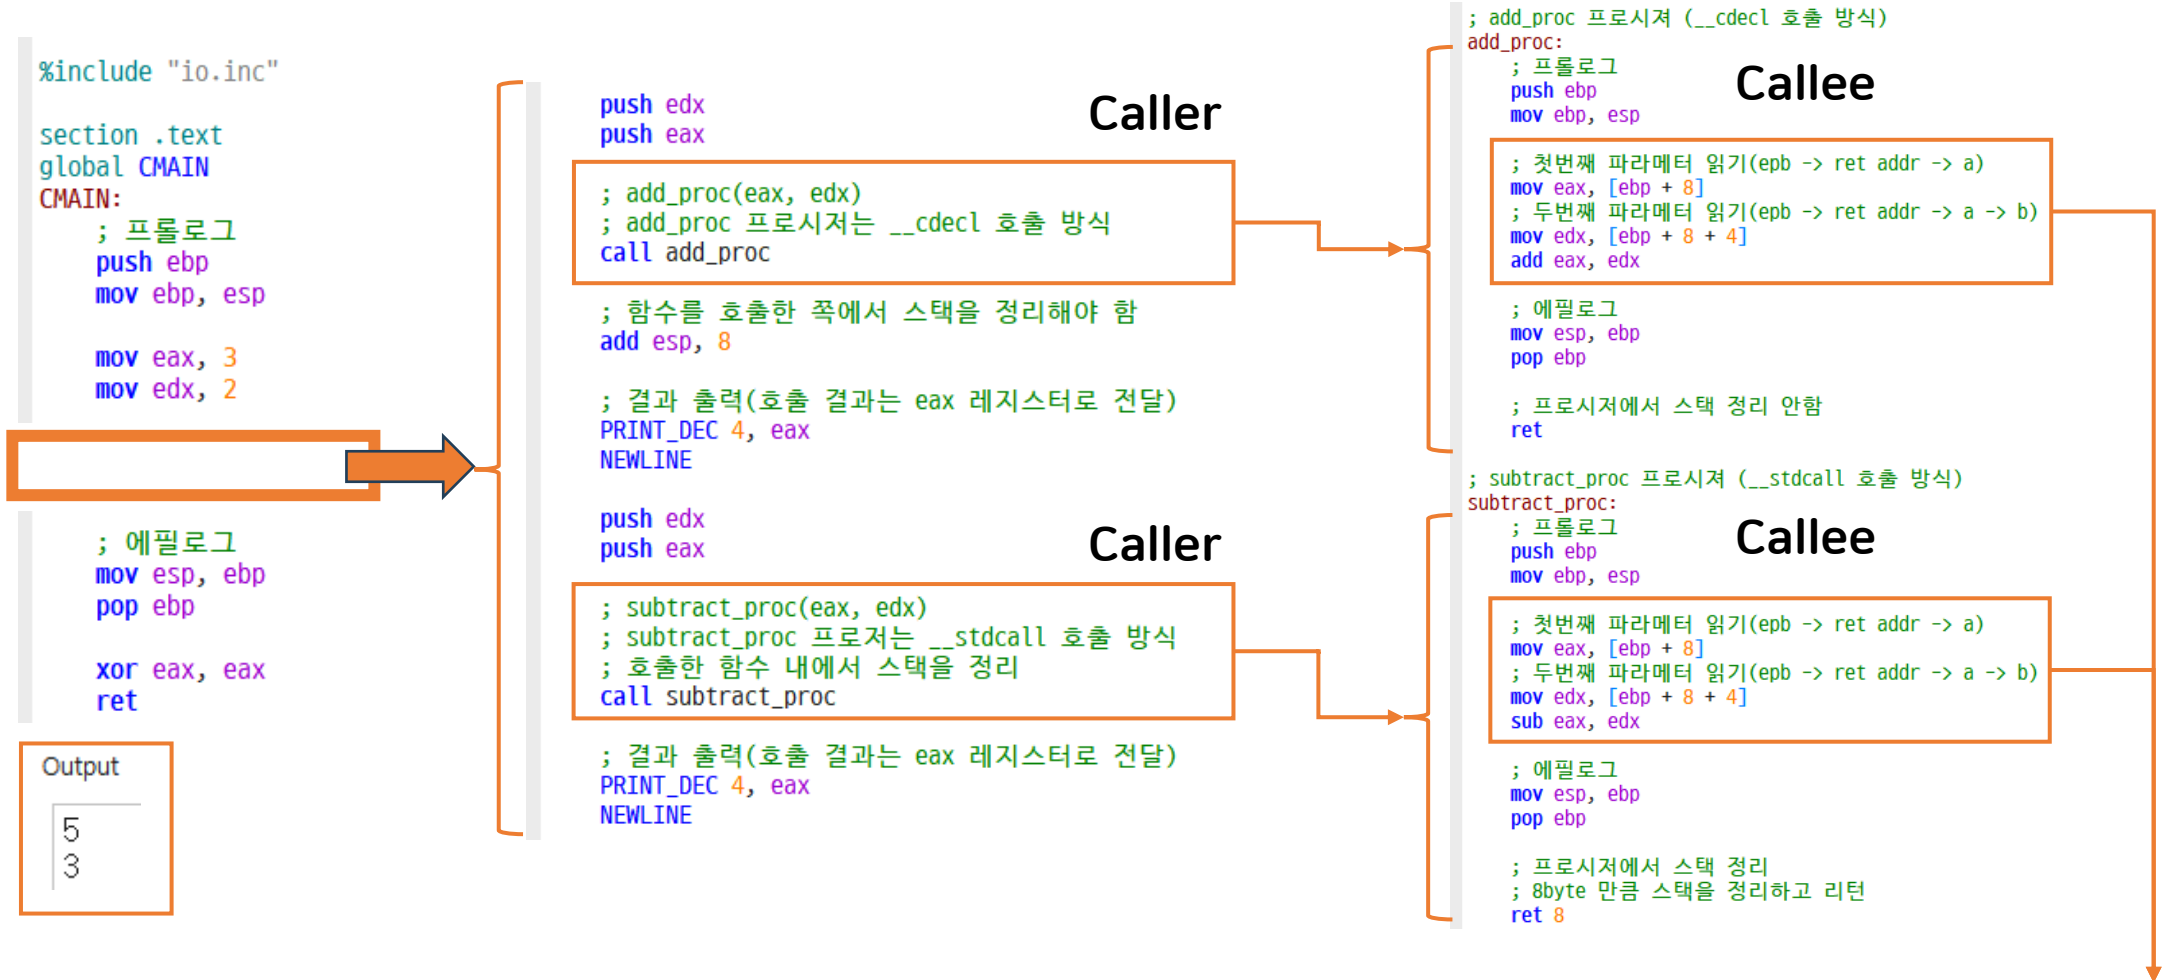 %include "io.inc"
section .text
global CMAIN
CMAIN:
; 프롤로그
push ebp
mov ebp, esp
mov eax, 3
mov edx, 2
; 에필로그
mov esp, ebp
pop ebp
xor eax, eax
ret
Output
5
3
push edx
push eax
Caller
; add_proc(eax, edx)
; add_proc 프로시저는 __cdecl 호출 방식
call add_proc
; 함수를 호출한 쪽에서 스택을 정리해야 함
add esp, 8
; 결과 출력(호출 결과는 eax 레지스터로 전달)
PRINT_DEC 4, eax
NEWLINE
push edx
push eax
Caller
; subtract_proc(eax, edx)
; subtract_proc 프로저는 __stdcall 호출 방식
; 호출한 함수 내에서 스택을 정리
call subtract_proc
; 결과 출력(호출 결과는 eax 레지스터로 전달)
PRINT_DEC 4, eax
NEWLINE
; add_proc 프로시져 (__cdecl 호출 방식)
add_proc:
; 프롤로그
Callee
push ebp
mov ebp, esp
; 첫번째 파라메터 읽기(epb -> ret addr -> a)
mov eax, [ebp + 8]
; 두번째 파라메터 읽기(epb -> ret addr -> a -> b)
mov edx, [ebp + 8 + 4]
add eax, edx
; 에필로그
mov esp, ebp
pop ebp
; 프로시저에서 스택 정리 안함
ret
; subtract_proc 프로시져 (__stdcall 호출 방식)
subtract_proc:
; 프롤로그
Callee
push ebp
mov ebp, esp
; 첫번째 파라메터 읽기(epb -> ret addr -> a)
mov eax, [ebp + 8]
; 두번째 파라메터 읽기(epb -> ret addr -> a -> b)
mov edx, [ebp + 8 + 4]
sub eax, edx
; 에필로그
mov esp, ebp
pop ebp
; 프로시저에서 스택 정리
; 8byte 만큼 스택을 정리하고 리턴
ret 8